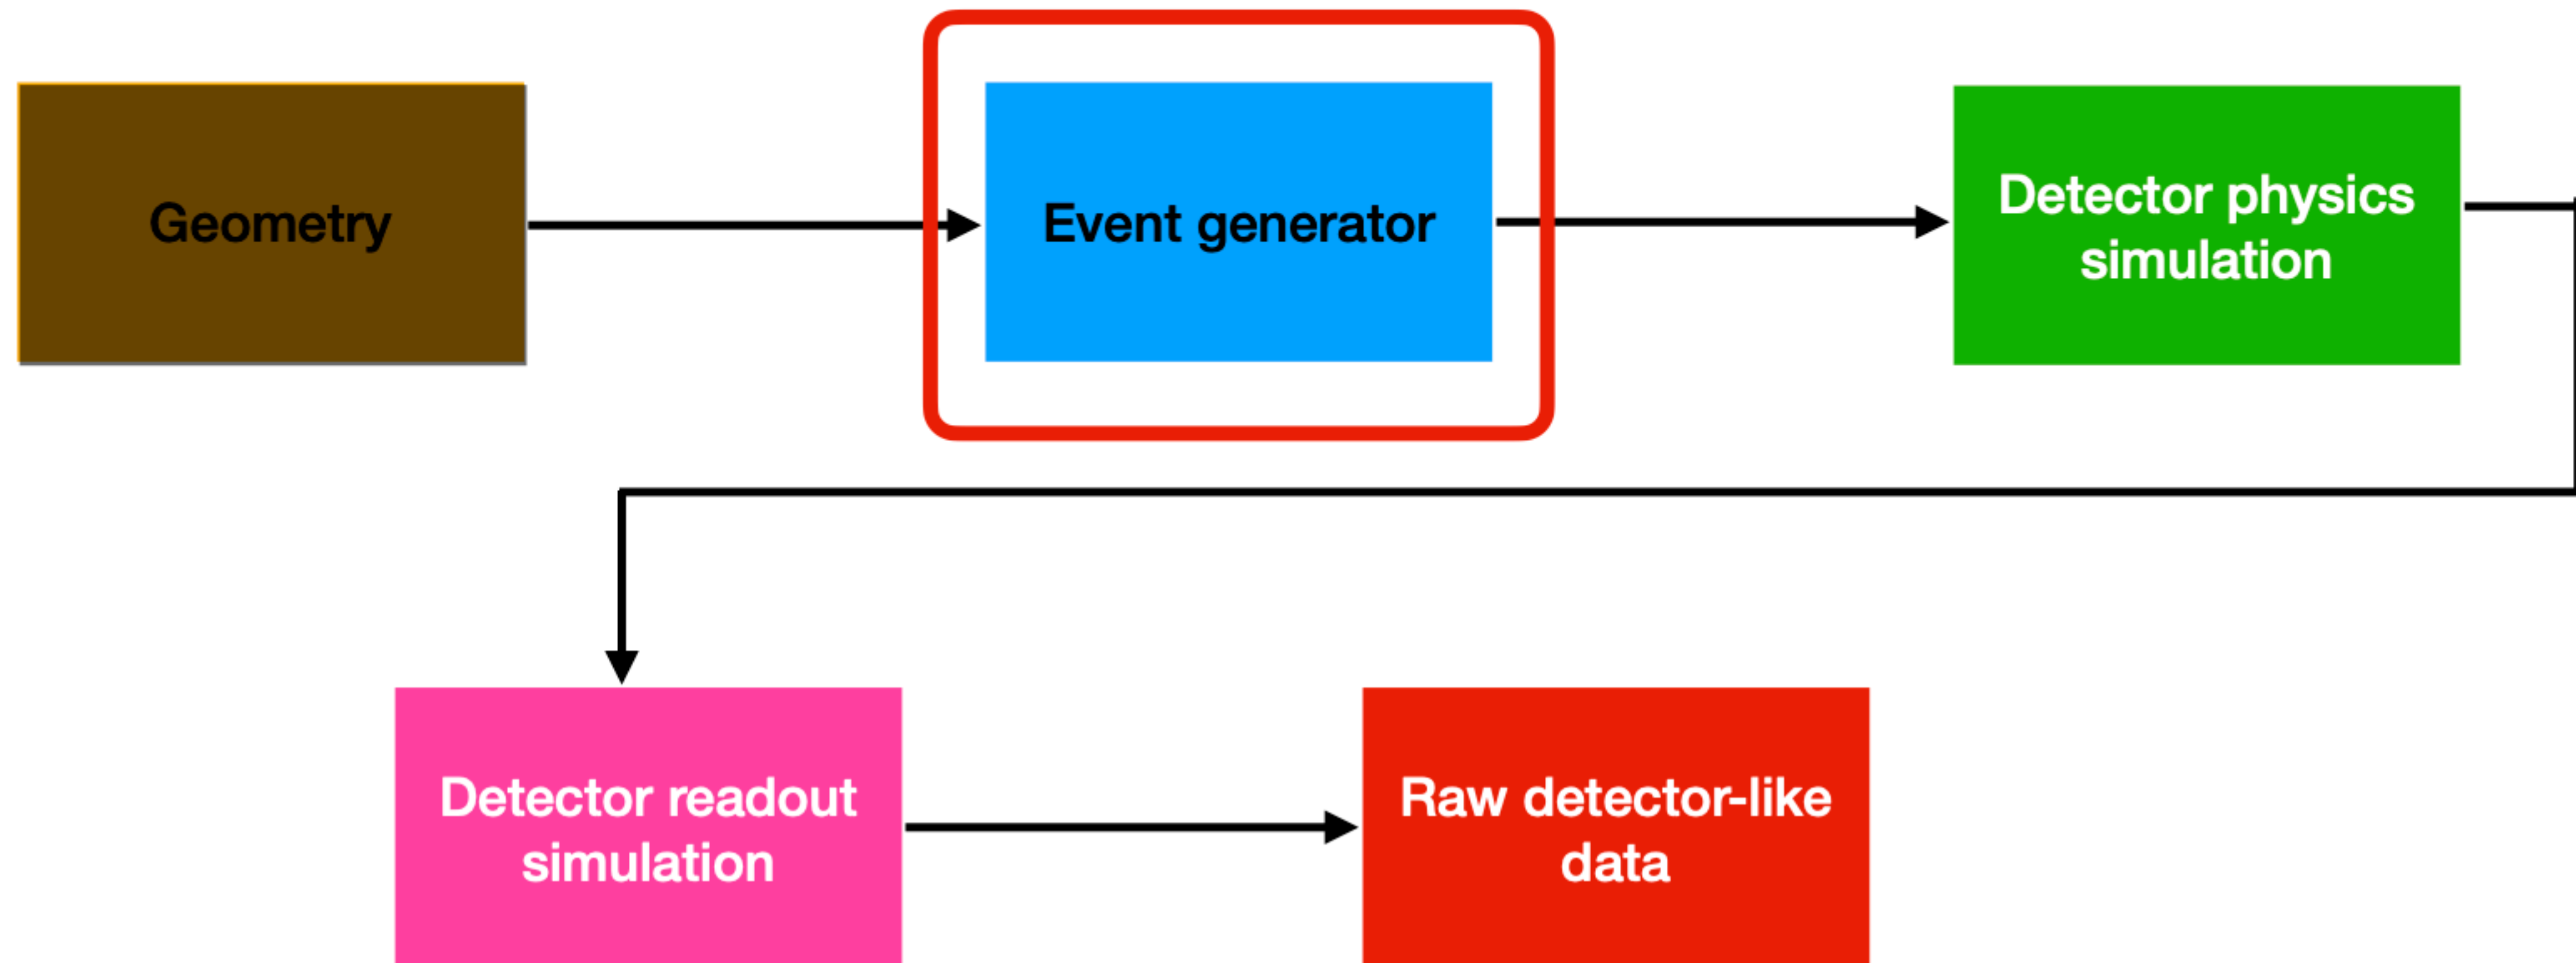 Geometry
Event generator
Detector physics
simulation
Detector readout
simulation
Raw detector-like
data